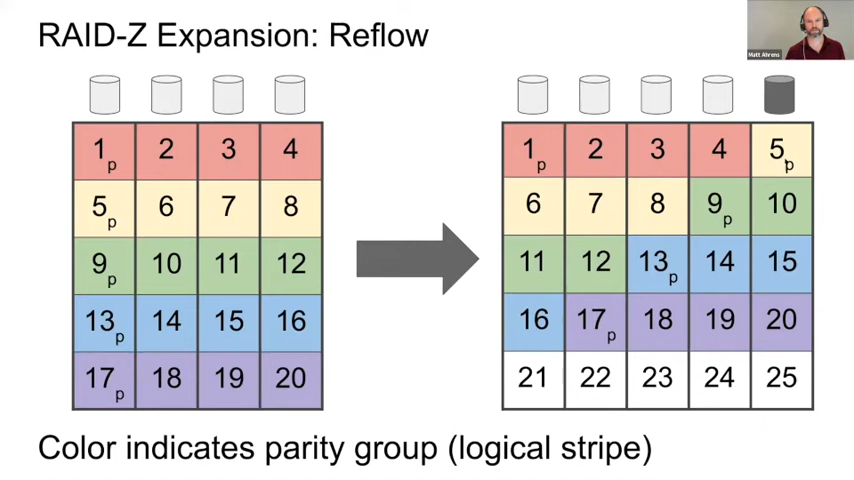 RAID-Z Expansion: Reflow
Matt Ahrens
1p 2 3 4
5p 6 7 8
9p 10 11 12
13p 14 15 16
17p 18 19 20
1p 2 3 4 5p
6 7 8 9p 10
11 12 13p 14 15
16 17p 18 19 20
21 22 23 24 25
Color indicates parity group (logical stripe)